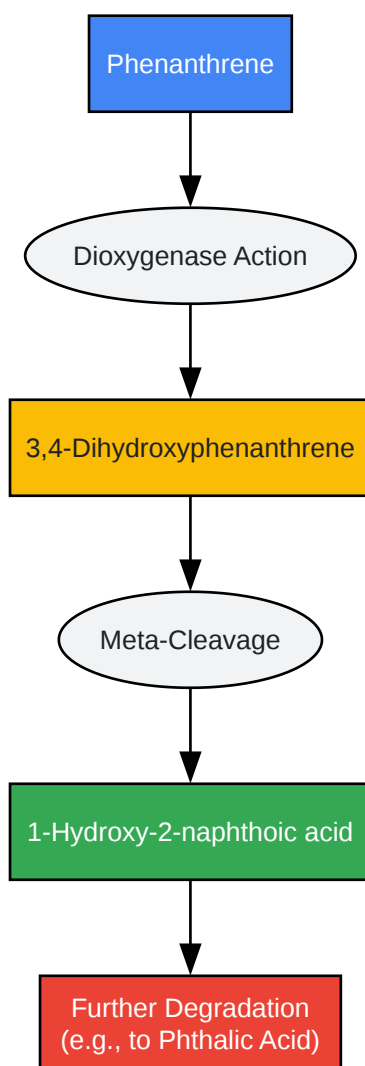 Phenanthrene
Dioxygenase Action
3,4-Dihydroxyphenanthrene
Meta-Cleavage
1-Hydroxy-2-naphthoic acid
Further Degradation
(e.g., to Phthalic Acid)